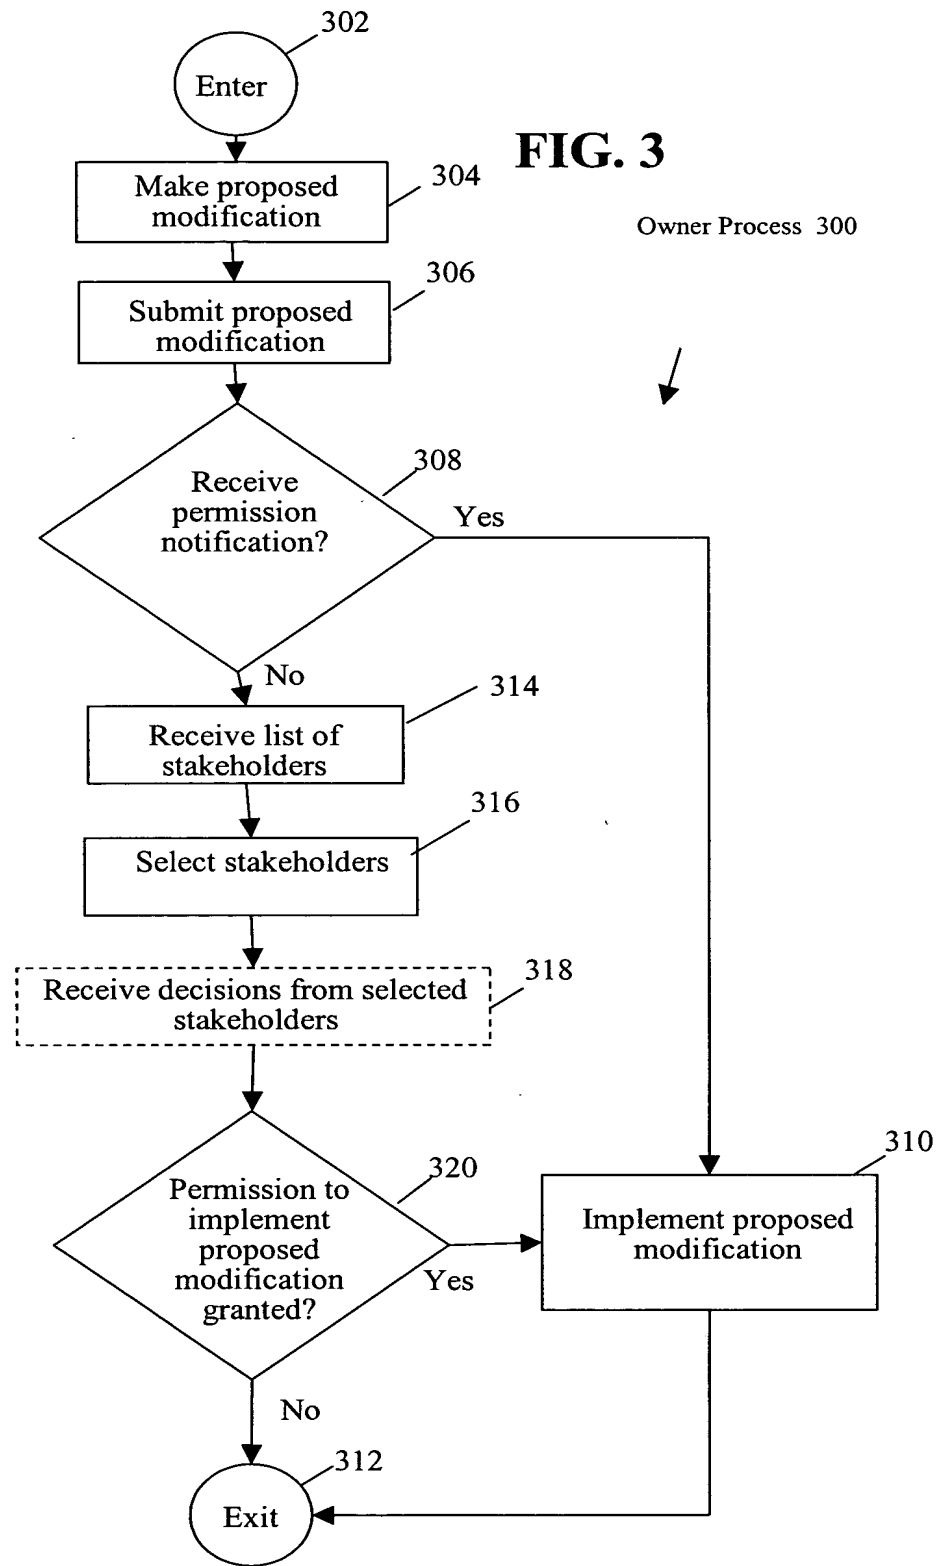 302
Enter
FIG. 3
Make proposed
modification
304
Owner Process 300
306
Submit proposed
modification
308
Receive
permission
notification?
Yes
No
314
Receive list of
stakeholders
316
Select stakeholders
318
Receive decisions from selected
stakeholders
310
320
Permission to
implement
proposed
modification
granted?
Implement proposed
modification
Yes
No
312
Exit